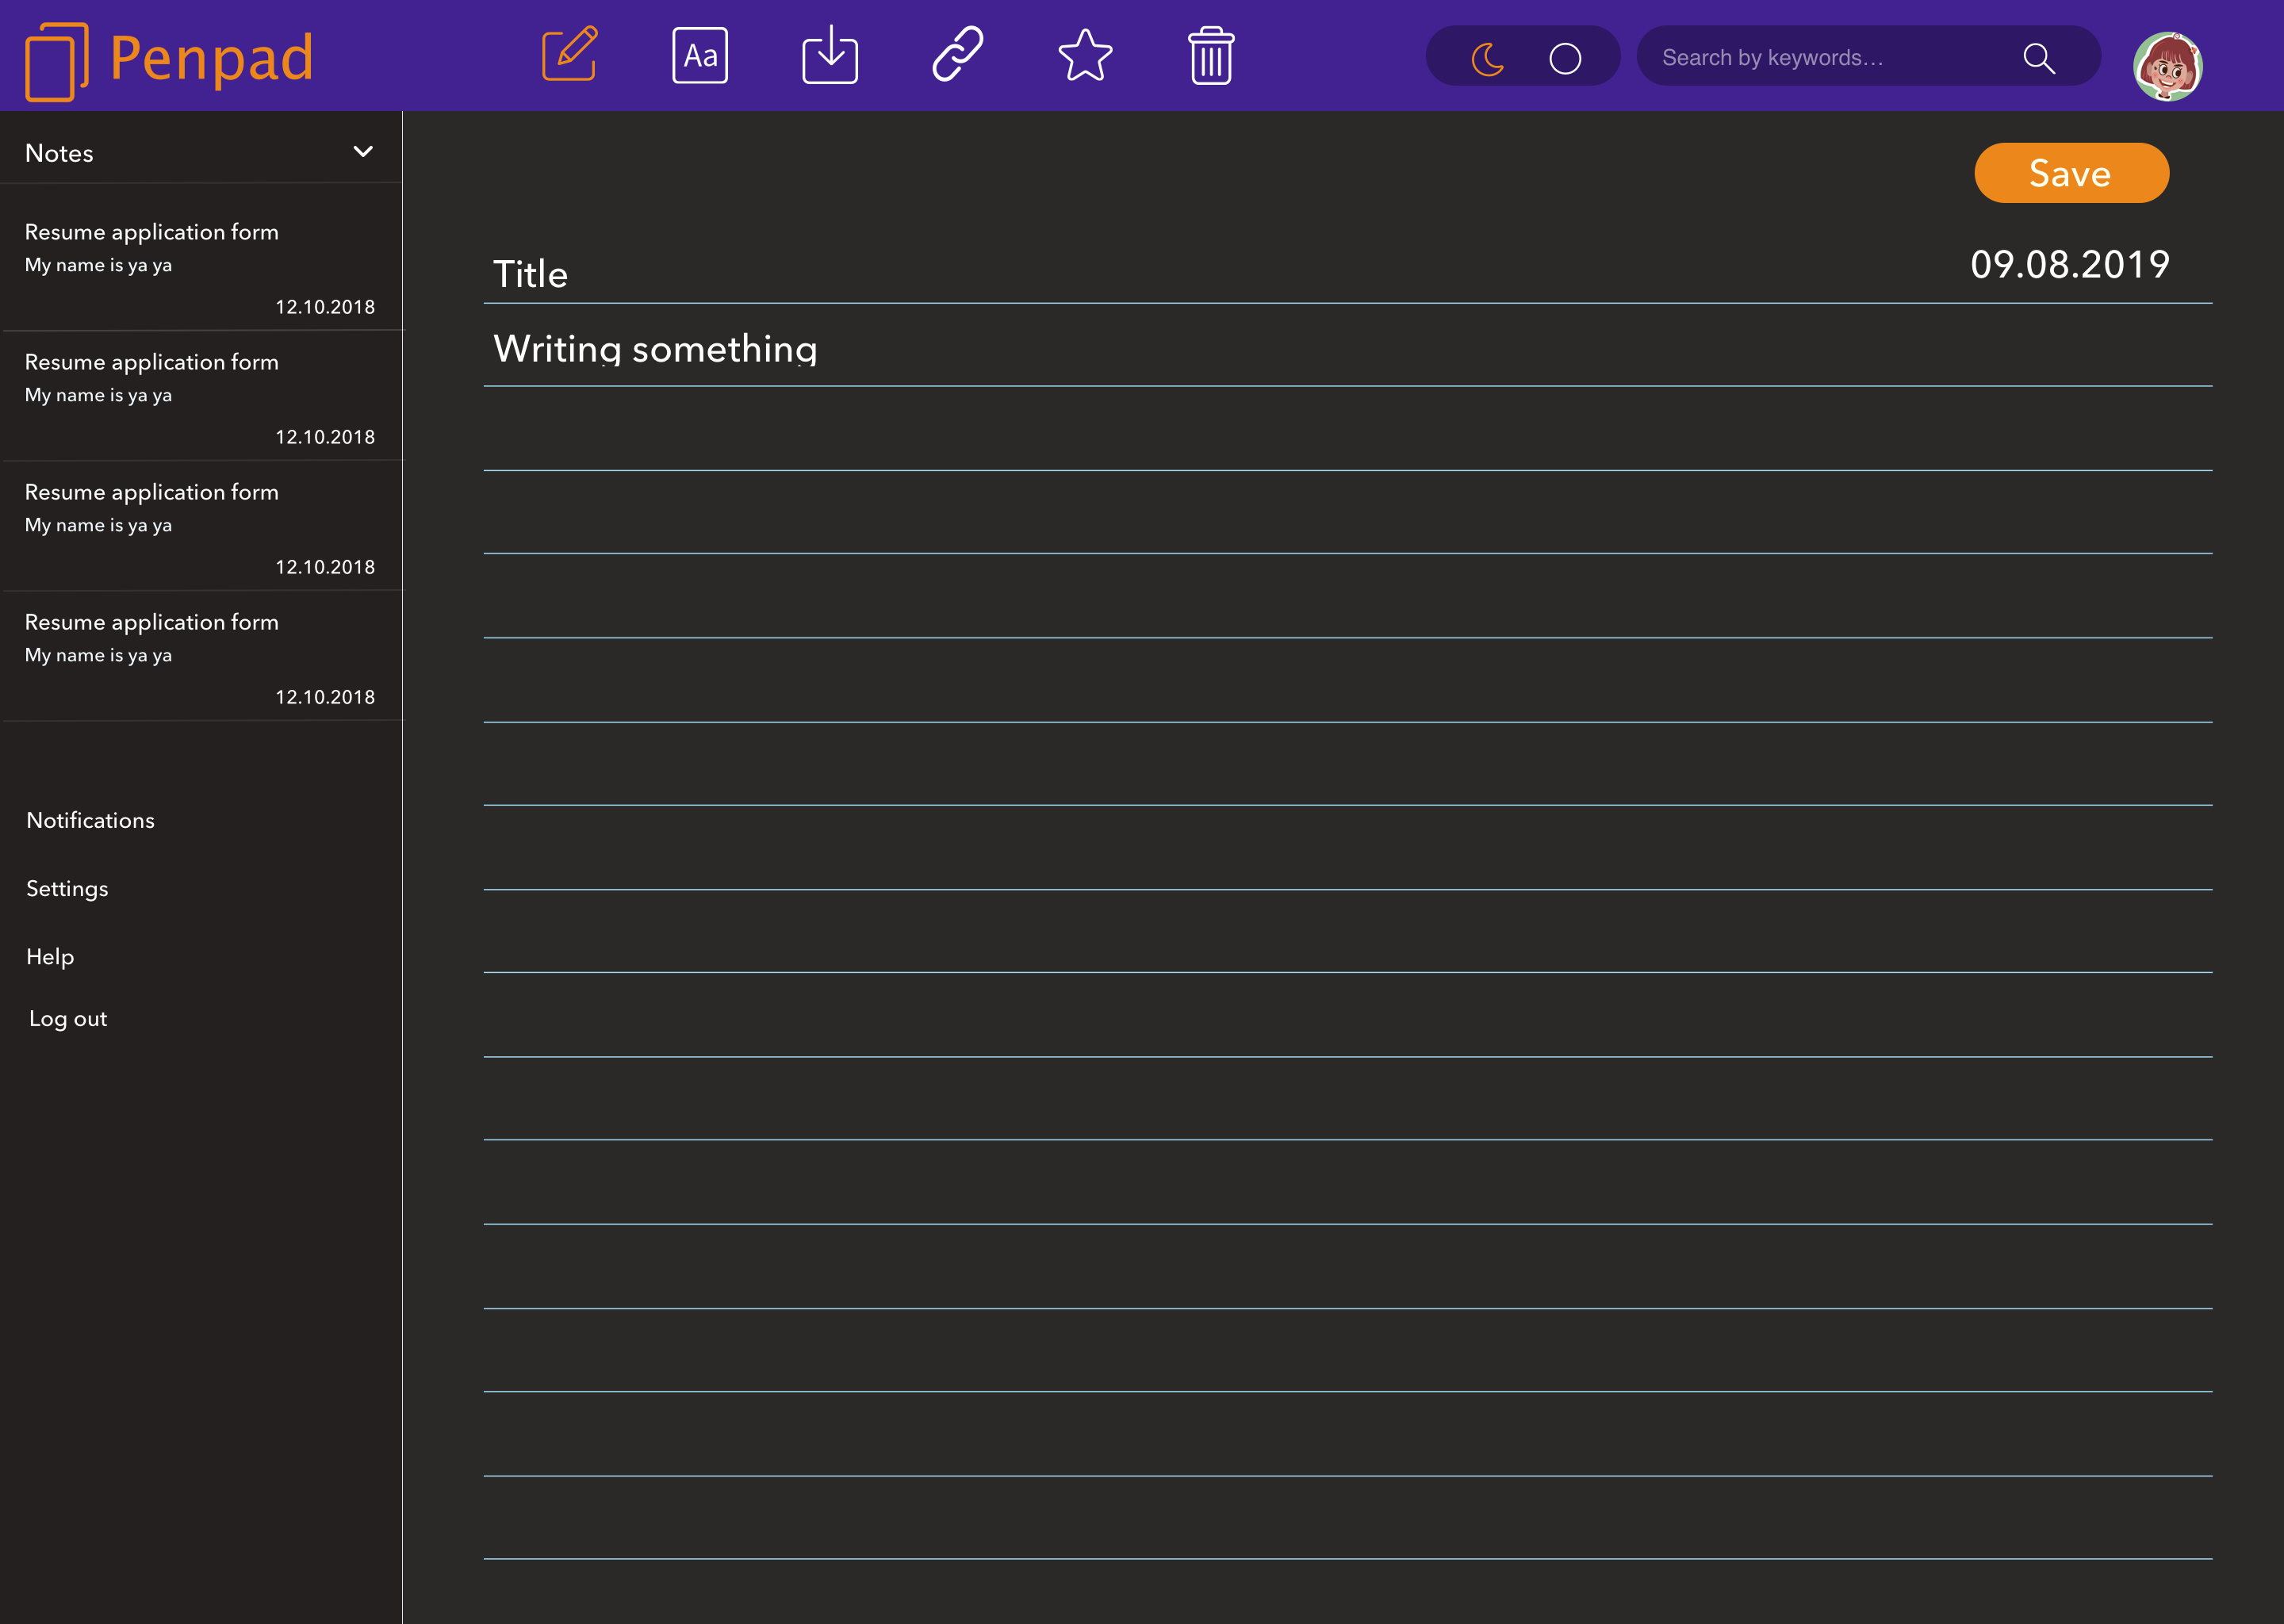 Penpad
Aa
Search by keywords...
Notes
Resume application form
My name is ya ya
12.10.2018
Resume application form
My name is ya ya
12.10.2018
Resume application form
My name is ya ya
12.10.2018
Resume application form
My name is ya ya
12.10.2018
Notifications
Settings
Help
Log out
Save
Title
09.08.2019
Writing something